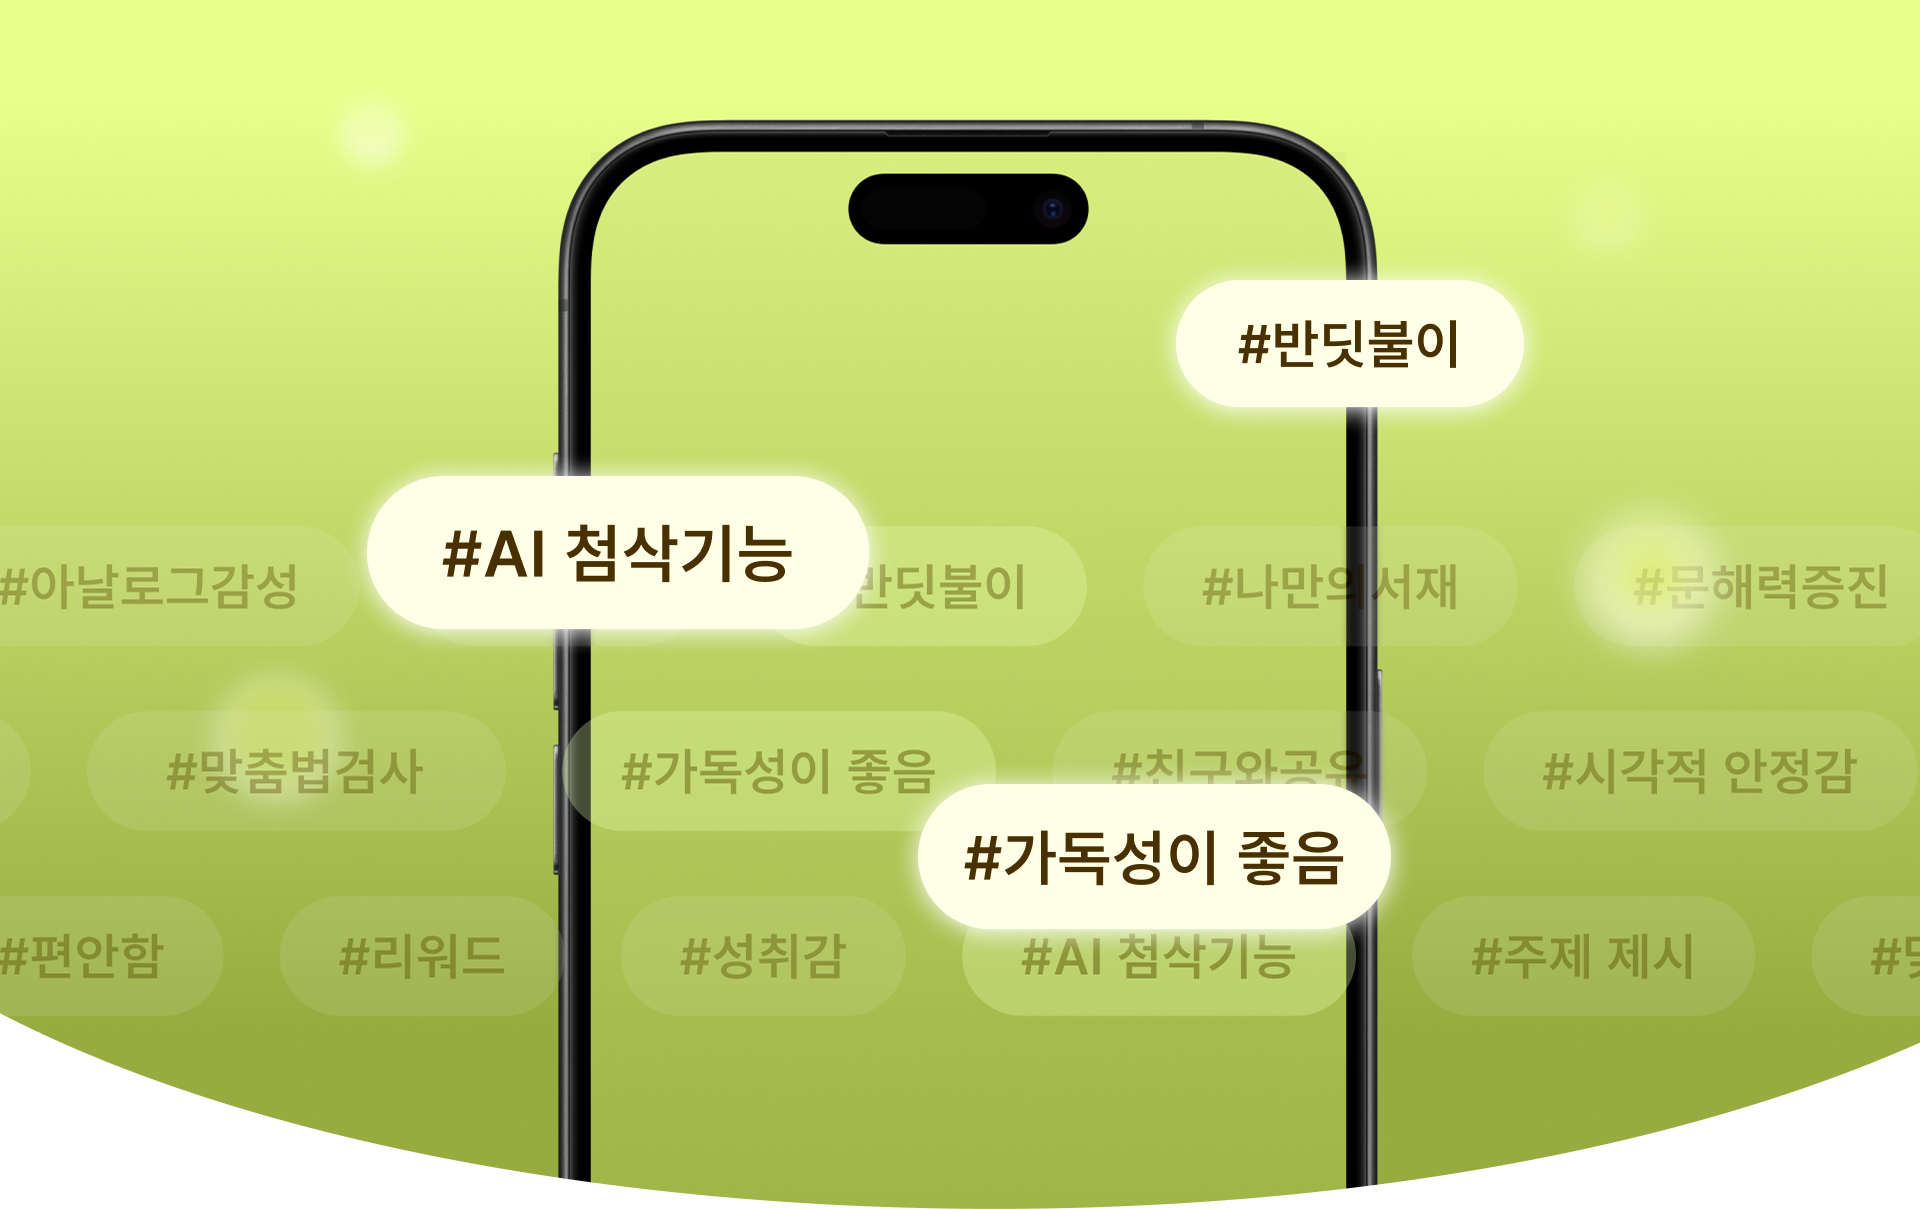 #반딧불이
#AI 첨삭기능
#아날로그감성
반딧불이
#나만의서재
#문해력증진
#맞춤법검사
#가독성이 좋음
#친구와공유
#시각적 안정감
#가독성이 좋음
#편안함
#리워드
#성취감
#AI 첨삭기능
#주제 제시